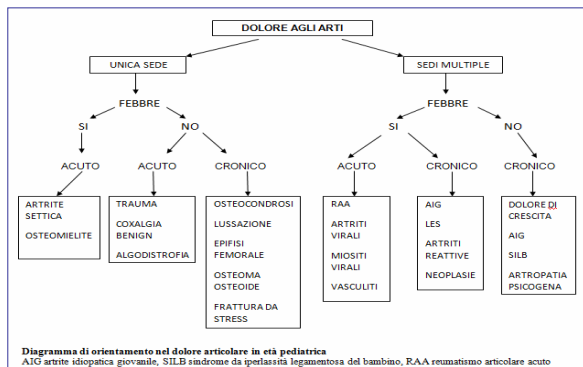 DOLORE AGLI ARTI
UNICA SEDE
SEDI MULTIPLE
FEBBRE
FEBBRE
SI
NO
SI
NO
ACUTO
ACUTO
CRONICO
ACUTO
CRONICO
CRONICO
ARTRITE
SETTICA
OSTEOMIELITE
TRAUMA
COXALGIA
BENIGN
ALGODISTROFIA
OSTEOCONDROSI
LUSSAZIONE
EPIFISI
FEMORALE
OSTEOMA
OSTEOIDE
FRATTURA DA
STRESS
RAA
ARTRITI
VIRALI
MIOSITI
VIRALI
VASCULITI
AIG
LES
ARTRITI
REATTIVE
NEOPLASIE
DOLORE DI
CRESCITA
AIG
SILB
ARTROPATIA
PSICOGENA
Diagramma di orientamento nel dolore articolare in età pediatrica
AIG artrite idiopatica giovanile, SILB sindrome da iperlassità legamentosa del bambino, RAA reumatismo articolare acuto